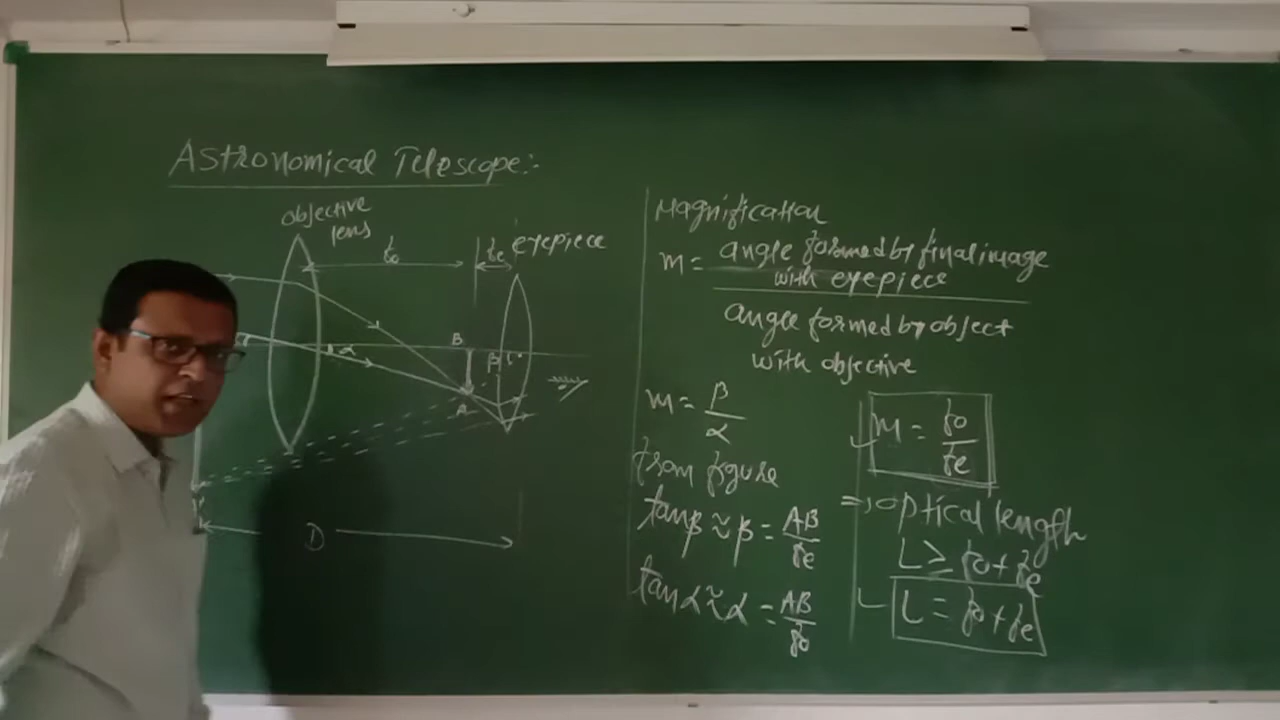 Astronomical Telescope:-
objective
lens
fo
fe
eyepiece
α
B
β
A
D
Magnification
m = angle formed by final image
with eyepiece
angle formed by object
with objective
m = β
α
from figure
tanβ ≈ β = AB
fe
tanα ≈ α = AB
fo
m = fo
fe
⇒ optical length
L ≥ fo + fe
L = fo + fe